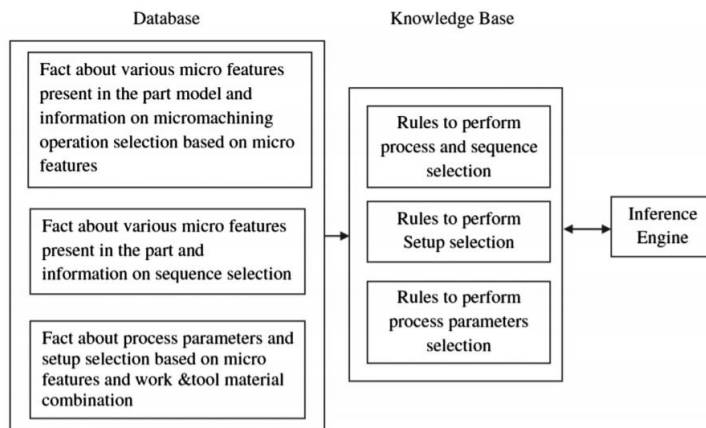 Database
Knowledge Base
Fact about various micro features
present in the part model and
information on micromachining
operation selection based on micro
features
Fact about various micro features
present in the part and
information on sequence selection
Fact about process parameters and
setup selection based on micro
features and work &tool material
combination
Rules to perform
process and sequence
selection
Rules to perform
Setup selection
Rules to perform
process parameters
selection
Inference
Engine